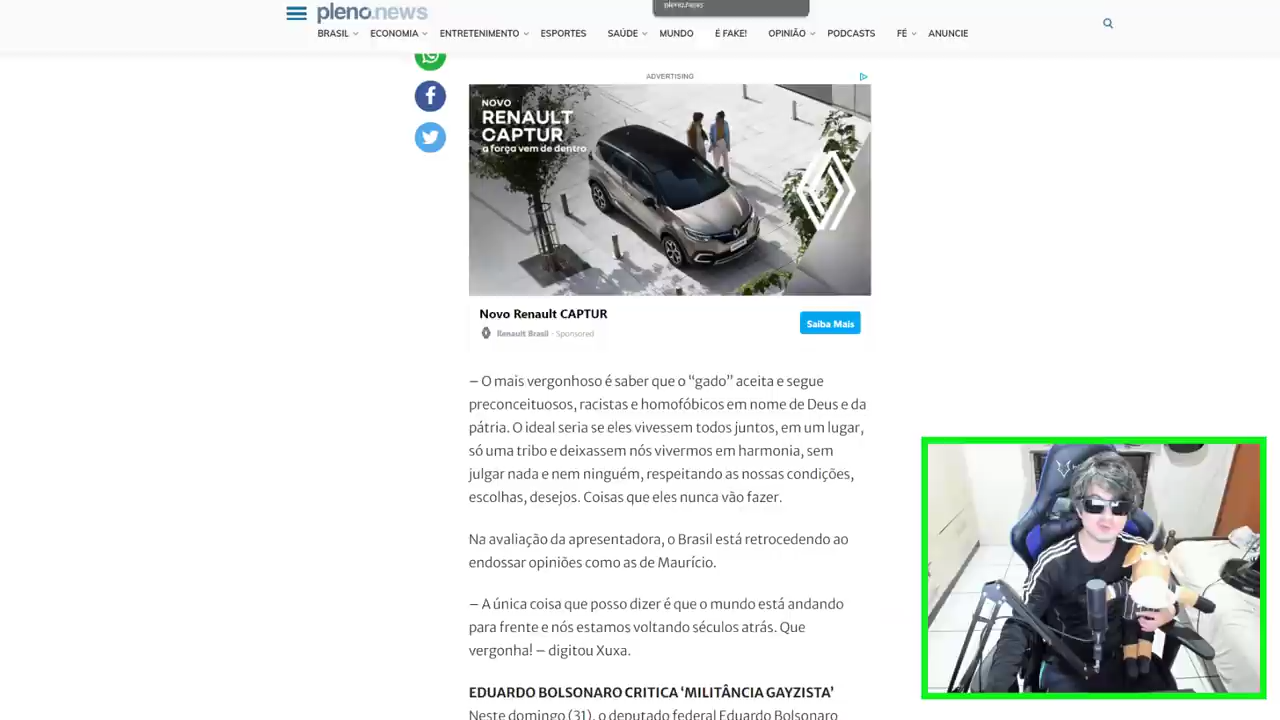 pleno.news
pleno.news
BRASIL ECONOMIA ENTRETENIMENTO ESPORTES SAÚDE MUNDO É FAKE! OPINIÃO PODCASTS FÉ ANUNCIE
ADVERTISING
NOVO
RENAULT
CAPTUR
a força vem de dentro
Novo Renault CAPTUR
Renault Brasil - Sponsored
Saiba Mais
– O mais vergonhoso é saber que o “gado” aceita e segue
preconceituosos, racistas e homofóbicos em nome de Deus e da
pátria. O ideal seria se eles vivessem todos juntos, em um lugar,
só uma tribo e deixassem nós vivermos em harmonia, sem
julgar nada e nem ninguém, respeitando as nossas condições,
escolhas, desejos. Coisas que eles nunca vão fazer.
Na avaliação da apresentadora, o Brasil está retrocedendo ao
endossar opiniões como as de Maurício.
– A única coisa que posso dizer é que o mundo está andando
para frente e nós estamos voltando séculos atrás. Que
vergonha! – digitou Xuxa.
EDUARDO BOLSONARO CRITICA ‘MILITÂNCIA GAYZISTA’
Neste domingo (31), o deputado federal Eduardo Bolsonaro